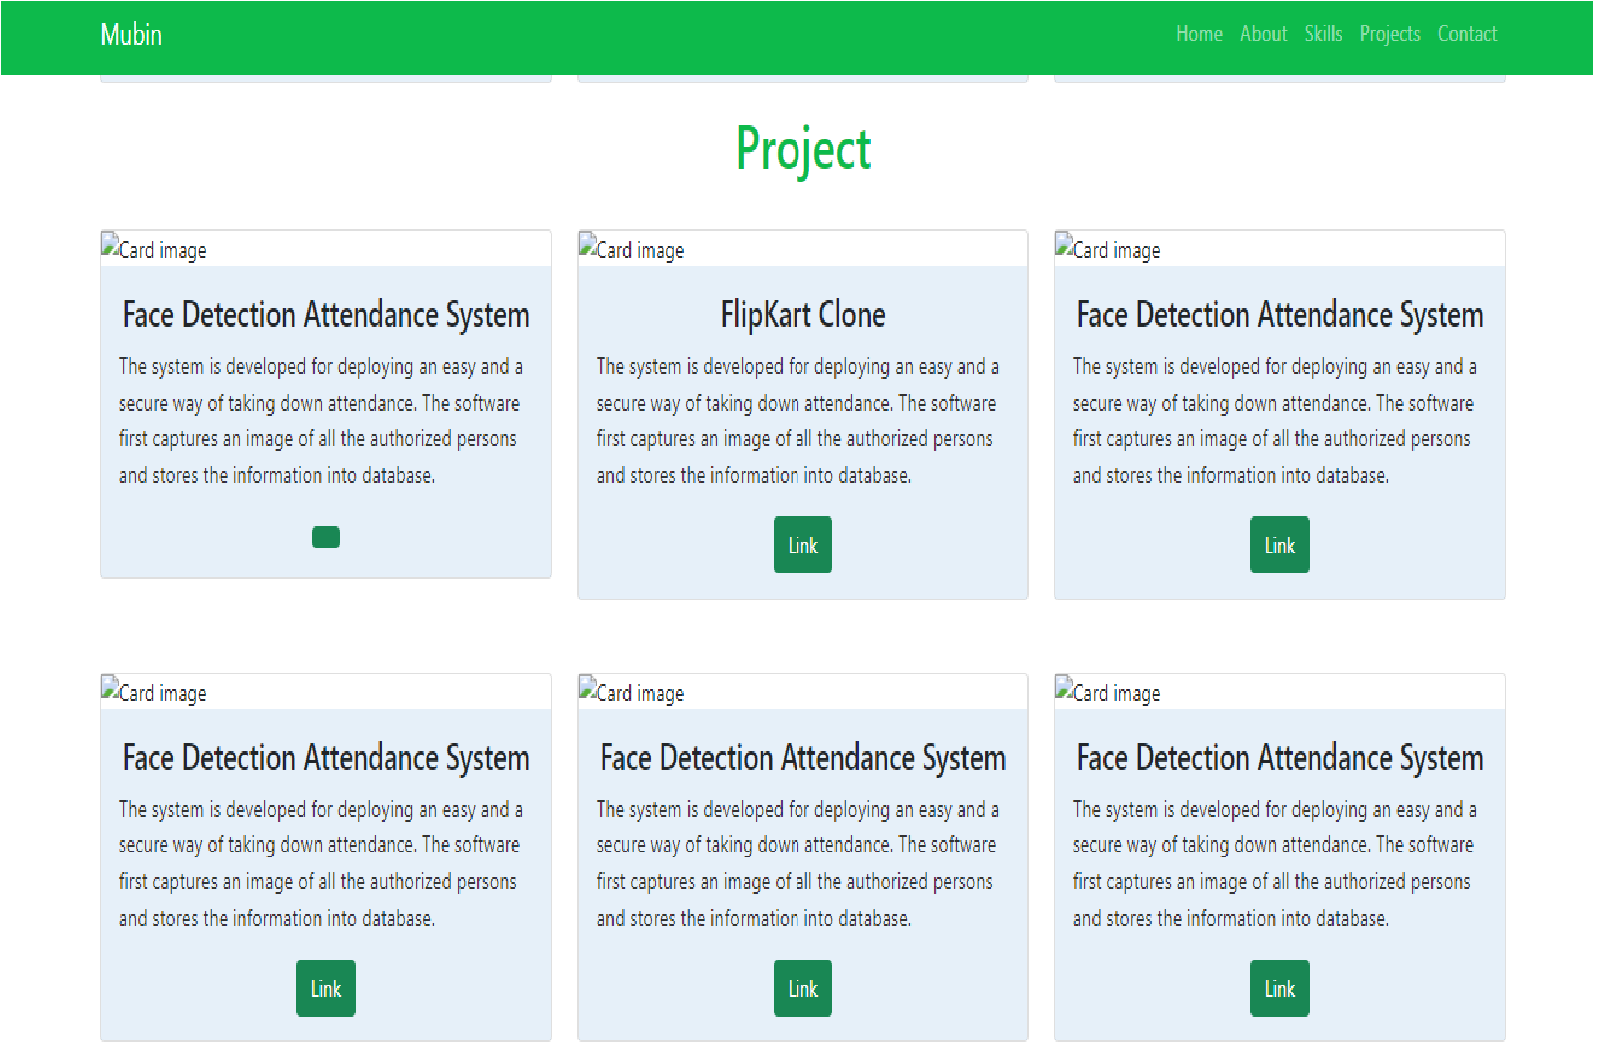 Mubin
Home About Skills Projects Contact
Project
Card image
Face Detection Attendance System
The system is developed for deploying an easy and a
secure way of taking down attendance. The software
first captures an image of all the authorized persons
and stores the information into database.
Card image
FlipKart Clone
The system is developed for deploying an easy and a
secure way of taking down attendance. The software
first captures an image of all the authorized persons
and stores the information into database.
Link
Card image
Face Detection Attendance System
The system is developed for deploying an easy and a
secure way of taking down attendance. The software
first captures an image of all the authorized persons
and stores the information into database.
Link
Card image
Face Detection Attendance System
The system is developed for deploying an easy and a
secure way of taking down attendance. The software
first captures an image of all the authorized persons
and stores the information into database.
Link
Card image
Face Detection Attendance System
The system is developed for deploying an easy and a
secure way of taking down attendance. The software
first captures an image of all the authorized persons
and stores the information into database.
Link
Card image
Face Detection Attendance System
The system is developed for deploying an easy and a
secure way of taking down attendance. The software
first captures an image of all the authorized persons
and stores the information into database.
Link